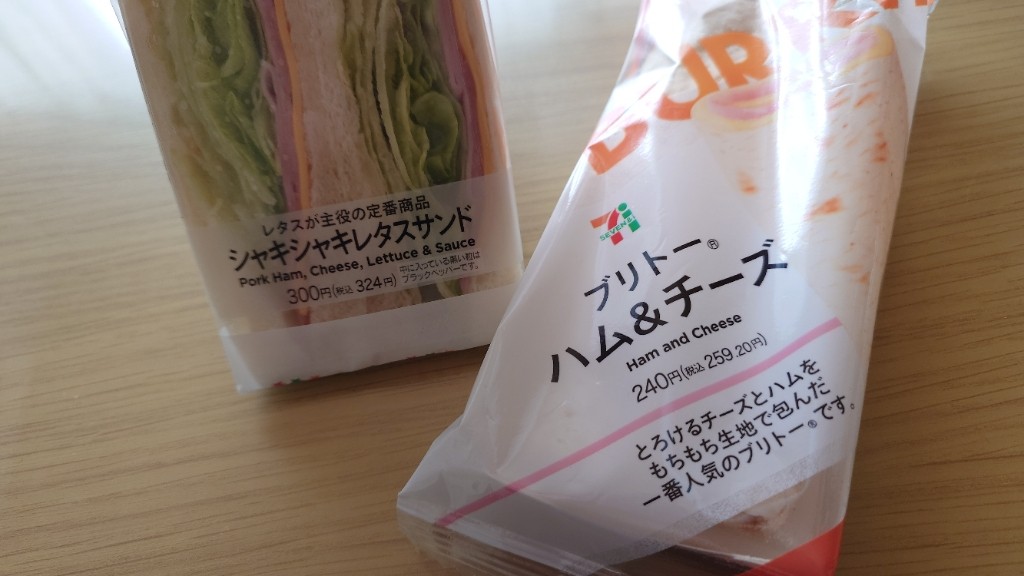 レタスが主役の定番商品
シャキシャキレタスサンド
Pork Ham, Cheese, Lettuce & Sauce
300円(税込 324円)
中に入っている黒い粒は
ブラックペッパーです。
SEVEN
ブリトー®
ハム&チーズ
Ham and Cheese
240円(税込 259.20円)
とろけるチーズとハムを
もちもち生地で包んだ
一番人気のブリトー®です。